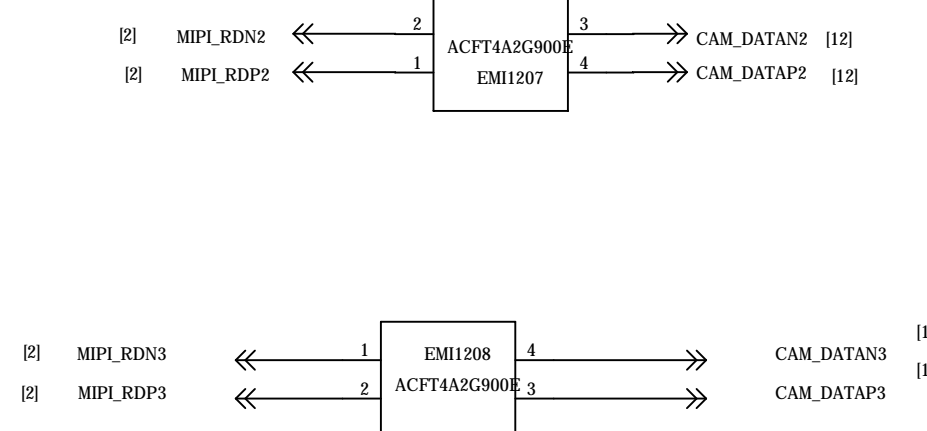 [2] MIPI_RDN2 2 3 CAM_DATAN2 [12]
ACFT4A2G900E
[2] MIPI_RDP2 1 4 CAM_DATAP2 [12]
EMI1207
[2] MIPI_RDN3 1 EMI1208 4 CAM_DATAN3
[2] MIPI_RDP3 2 ACFT4A2G900E 3 CAM_DATAP3